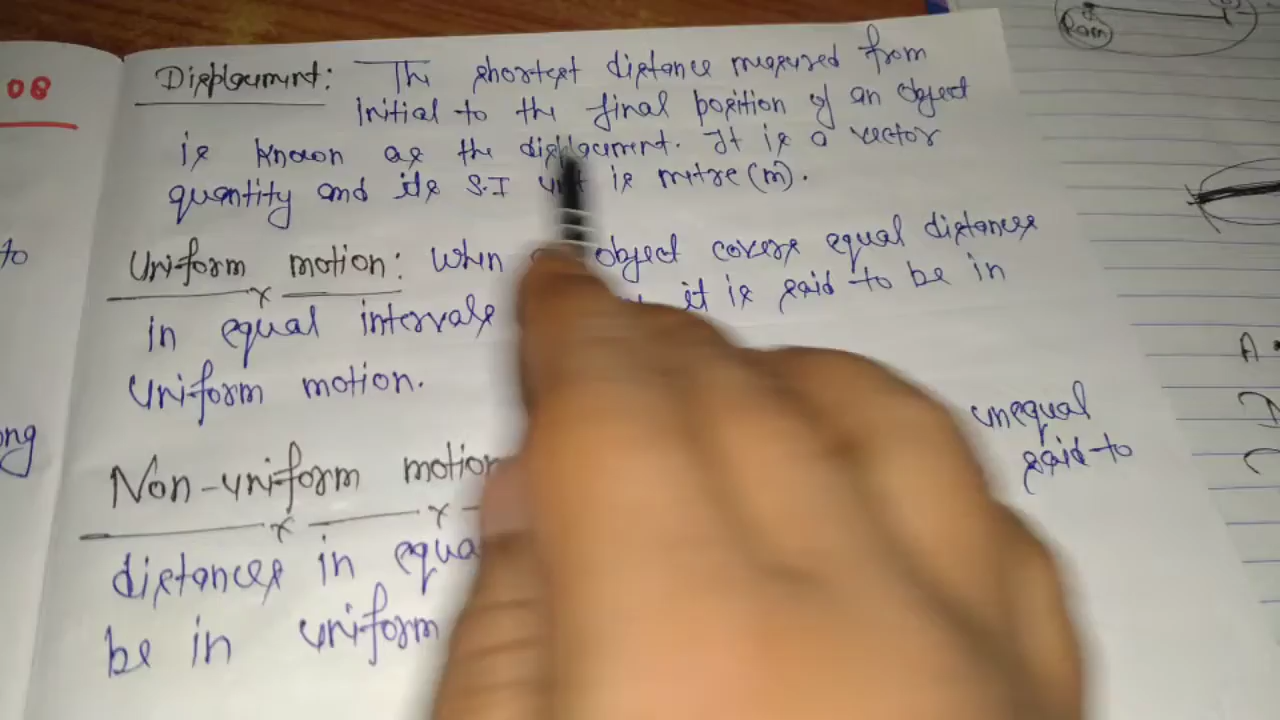 08
Displacement: The shortest distance measured from
initial to the final position of an object
is known as the displacement. It is a vector
quantity and its S.I unit is metre (m).
Uniform motion: When object covers equal distances
in equal intervals it is said to be in
Uniform motion.
Non-uniform motion unequal
said to
distances in equa
be in uniform
to
ong
Ram
A